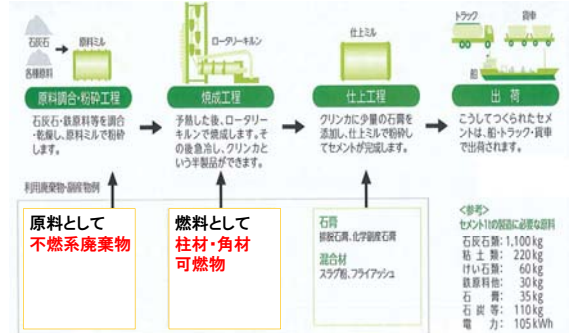 石灰石
各種原料
原料ミル
ロータリーキルン
仕上ミル
トラック
貨車
船
原料調合・粉砕工程
焼成工程
仕上工程
出荷
石灰石・鉄原料等を調合
・乾燥し、原料ミルで粉砕
します。
予熱した後、ロータリー
キルンで焼成します。そ
の後急冷し、クリンカと
いう半製品ができます。
クリンカに少量の石膏を
添加し、仕上ミルで粉砕し
てセメントが完成します。
こうしてつくられたセメ
ントは、船・トラック・貨車
で出荷されます。
利用廃棄物・副産物例
原料として
不燃系廃棄物
燃料として
柱材・角材
可燃物
石膏
排脱石膏、化学副産石膏
混合材
スラグ粉、フライアッシュ
<参考>
セメント1tの製造に必要な原料
石灰石類:1,100kg
粘土類:220kg
けい石類:60kg
鉄原料他:30kg
石膏:35kg
石炭等:110kg
電力:105kWh